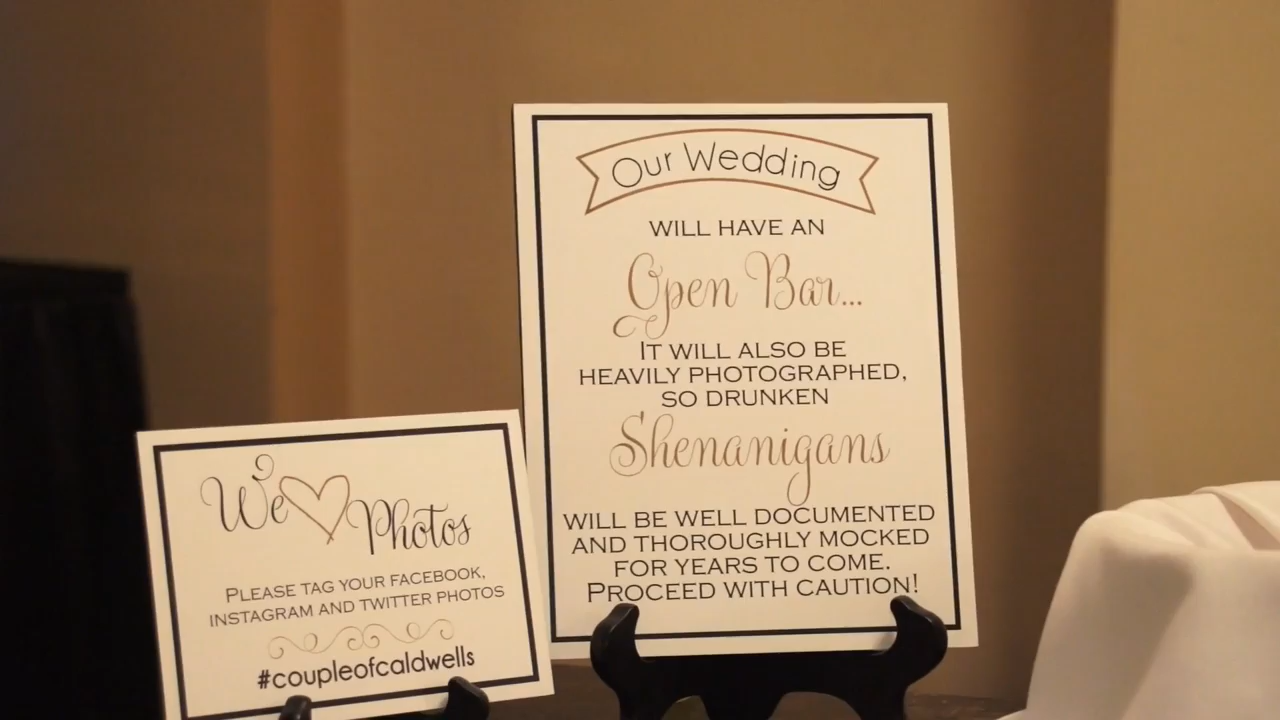 Our Wedding
WILL HAVE AN
Open Bar...
IT WILL ALSO BE
HEAVILY PHOTOGRAPHED,
SO DRUNKEN
Shenanigans
WILL BE WELL DOCUMENTED
AND THOROUGHLY MOCKED
FOR YEARS TO COME.
PROCEED WITH CAUTION!
We Photos
PLEASE TAG YOUR FACEBOOK,
INSTAGRAM AND TWITTER PHOTOS
#coupleofcaldwells